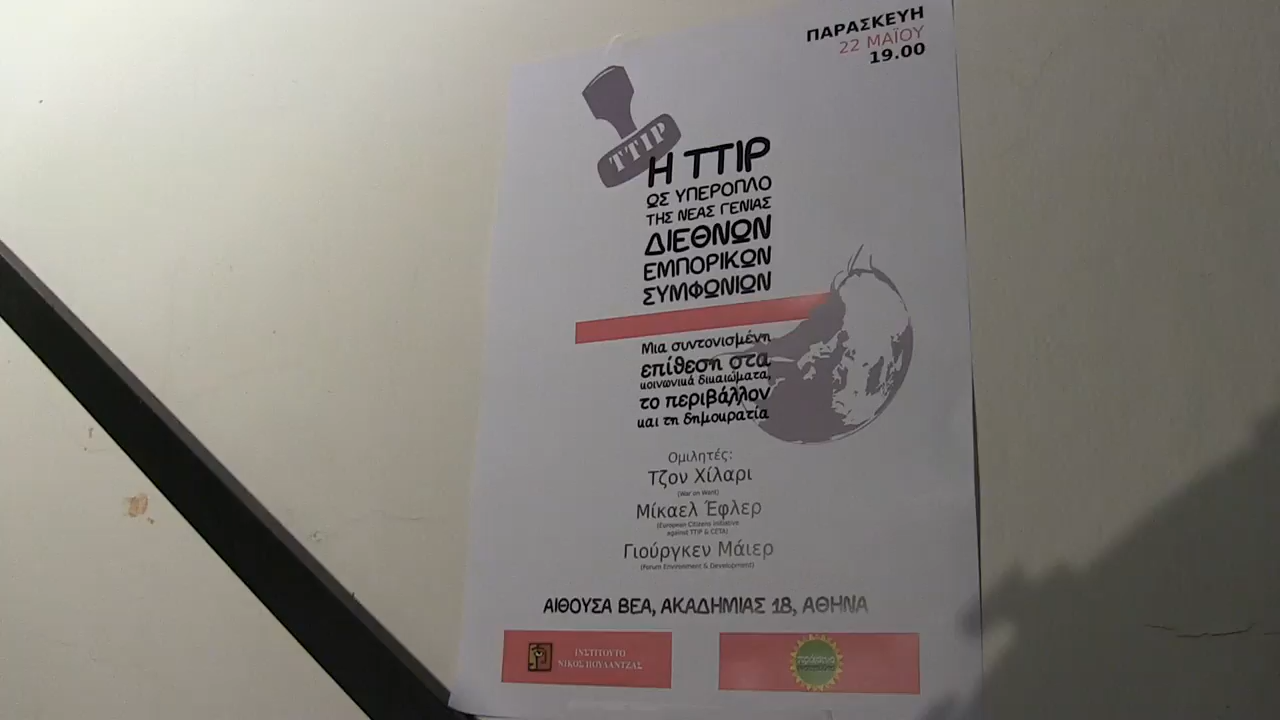 ΠΑΡΑΣΚΕΥΗ
22 ΜΑΪΟΥ
19.00
TTIP
Η TTIP
ΩΣ ΥΠΕΡΟΠΛΟ
ΤΗΣ ΝΕΑΣ ΓΕΝΙΑΣ
ΔΙΕΘΝΩΝ
ΕΜΠΟΡΙΚΩΝ
ΣΥΜΦΩΝΙΩΝ
Μια συντονισμένη
επίθεση στα
κοινωνικά δικαιώματα,
το περιβάλλον
και τη δημοκρατία
Ομιλητές:
Τζον Χίλαρι
(War on Want)
Μίκαελ Έφλερ
(European Citizens Initiative
against TTIP & CETA)
Γιούργκεν Μάιερ
(Forum Environment & Development)
ΑΙΘΟΥΣΑ ΒΕΑ, ΑΚΑΔΗΜΙΑΣ 18, ΑΘΗΝΑ
ΙΝΣΤΙΤΟΥΤΟ
ΝΙΚΟΣ ΠΟΥΛΑΝΤΖΑΣ